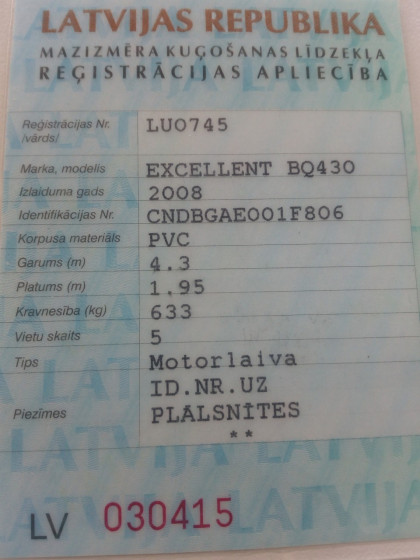 LATVIJAS REPUBLIKA
MAZIZMĒRA KUĢOŠANAS LĪDZEKĻA
REĢISTRĀCIJAS APLIECĪBA
Reģistrācijas Nr. LUO745
/vārds/
Marka, modelis EXCELLENT BQ430
Izlaiduma gads 2008
Identifikācijas Nr. CNDBGAE001F806
Korpusa materiāls PVC
Garums (m) 4.3
Platums (m) 1.95
Kravnesība (kg) 633
Vietu skaits 5
Tips Motorlaiva
ID.NR.UZ
Piezīmes PLĀLSNĪTES
**
LV 030415